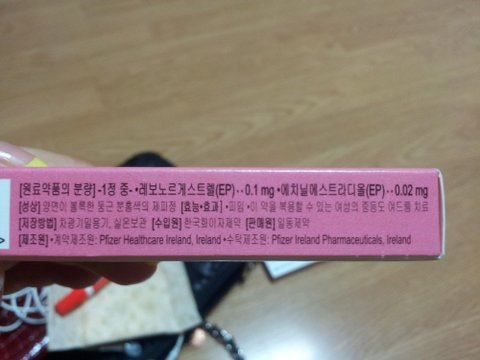 [원료약품의 분량] -1정 중- •레보노르게스트렐(EP)··0.1 mg •에치닐에스트라디올(EP)··0.02 mg
[성상] 양면이 볼록한 둥근 분홍색의 제피정 [효능•효과] •피임 •이 약을 복용할 수 있는 여성의 중등도 여드름 치료
[저장방법] 차광기밀용기, 실온보관 [수입원] 한국화이자제약 [판매원] 일동제약
[제조원] •계약제조원: Pfizer Healthcare Ireland, Ireland •수탁제조원: Pfizer Ireland Pharmaceuticals, Ireland